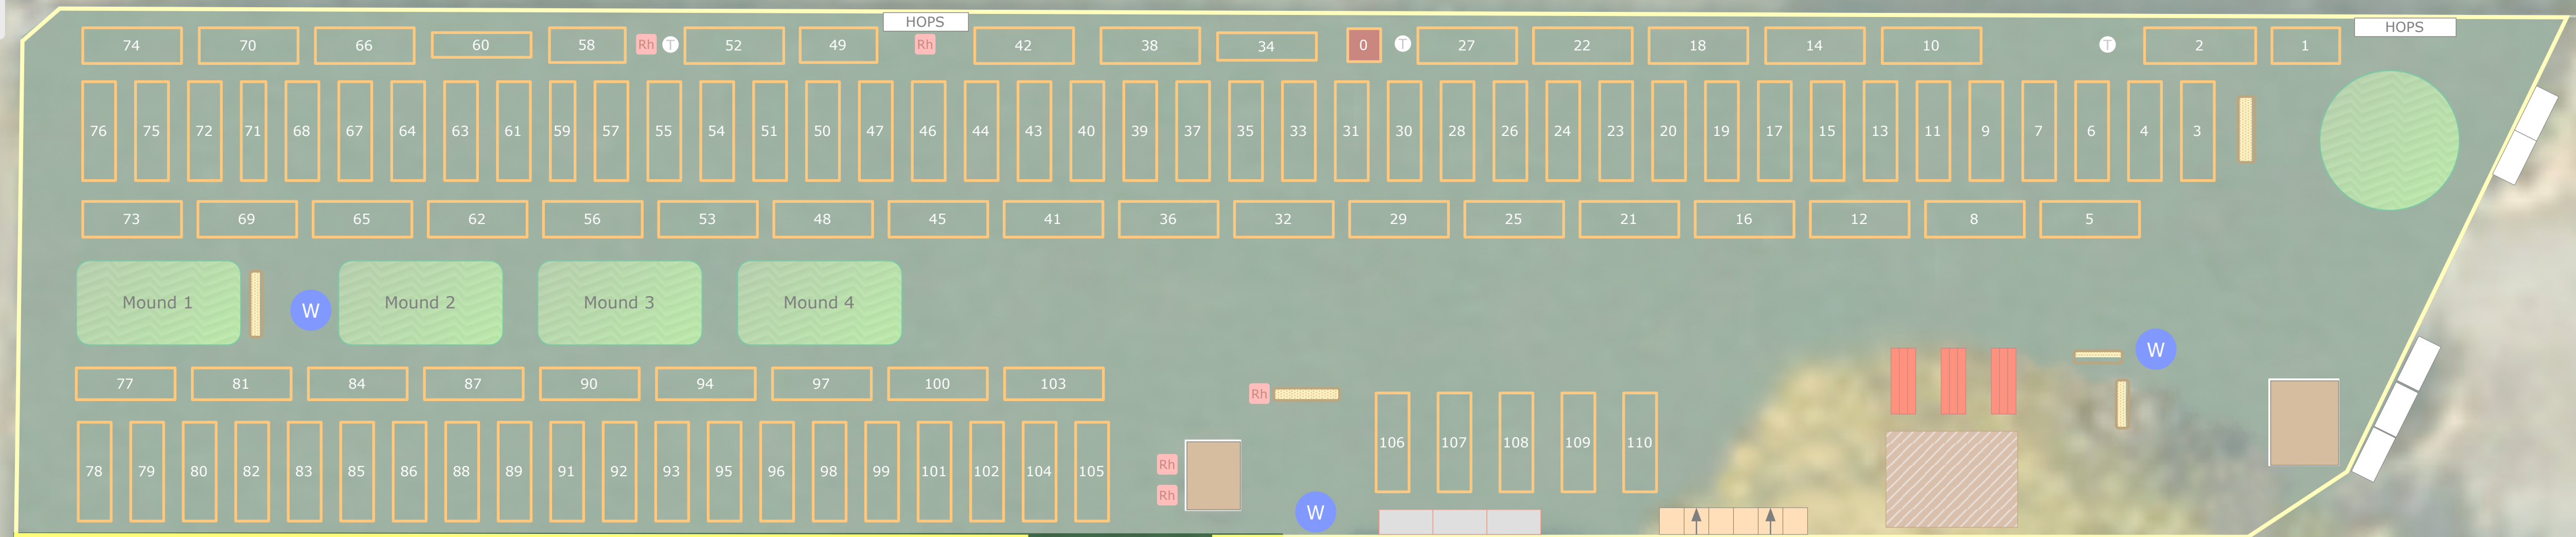 HOPS
HOPS
74 70 66 60 58 Rh T 52 49 Rh 42 38 34 0 T 27 22 18 14 10 T 2 1
76 75 72 71 68 67 64 63 61 59 57 55 54 51 50 47 46 44 43 40 39 37 35 33 31 30 28 26 24 23 20 19 17 15 13 11 9 7 6 4 3
73 69 65 62 56 53 48 45 41 36 32 29 25 21 16 12 8 5
Mound 1 W Mound 2 Mound 3 Mound 4
W
77 81 84 87 90 94 97 100 103 Rh
106 107 108 109 110
78 79 80 82 83 85 86 88 89 91 92 93 95 96 98 99 101 102 104 105 Rh
Rh
W